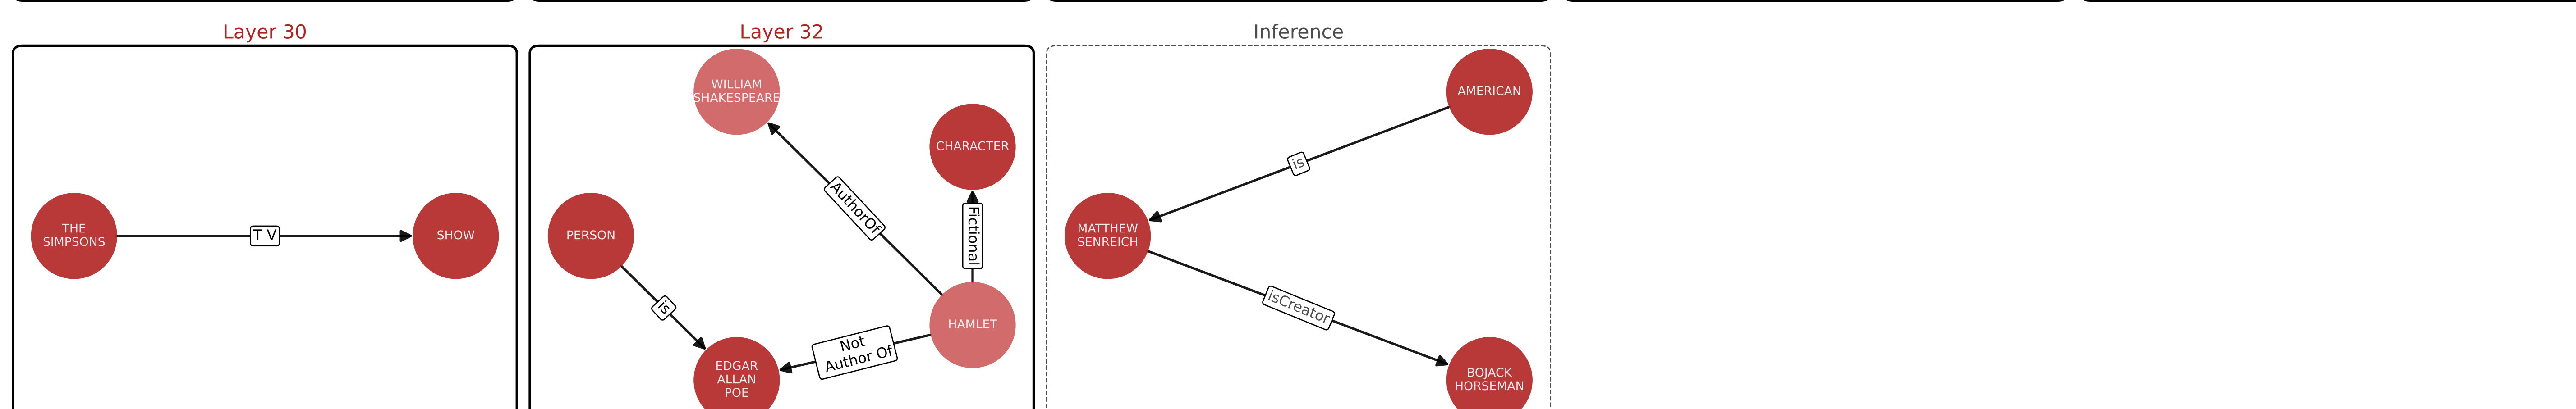 Layer 30
THE
SIMPSONS
T V
SHOW
Layer 32
WILLIAM
SHAKESPEARE
CHARACTER
PERSON
AuthorOf
Fictional
is
HAMLET
Not
Author Of
EDGAR
ALLAN
POE
Inference
AMERICAN
is
MATTHEW
SENREICH
isCreator
BOJACK
HORSEMAN